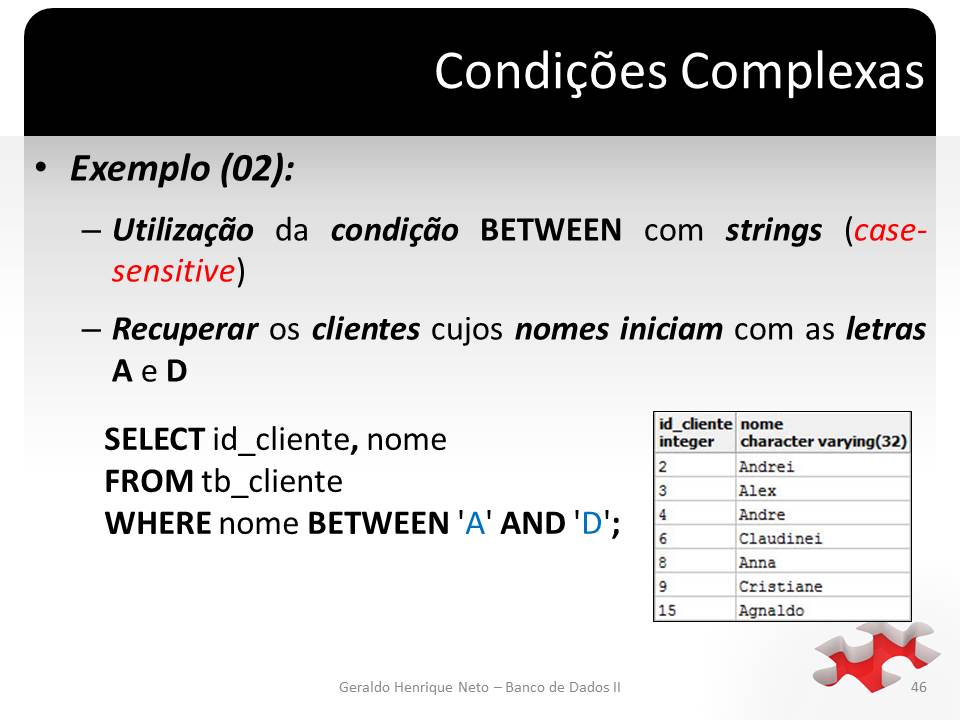 Condições Complexas
• Exemplo (02):
– Utilização da condição BETWEEN com strings (case-
sensitive)
– Recuperar os clientes cujos nomes iniciam com as letras
A e D
SELECT id_cliente, nome
FROM tb_cliente
WHERE nome BETWEEN 'A' AND 'D';
id_cliente nome
integer character varying(32)
2 Andrei
3 Alex
4 Andre
6 Claudinei
8 Anna
9 Cristiane
15 Agnaldo
Geraldo Henrique Neto – Banco de Dados II
46